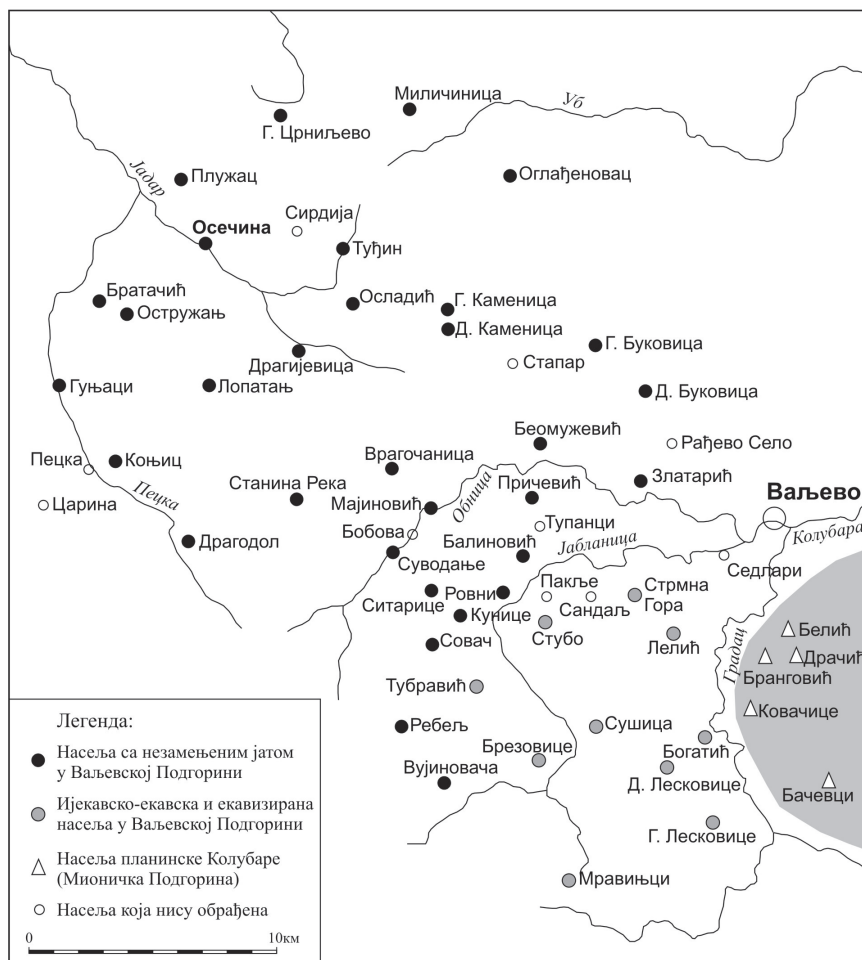 Миличиница
Уб
Г. Црниљево
Јадар
Плужац
Оглађеновац
Сирдија
Осечина
Туђин
Братачић
Остружањ
Осладић
Г. Каменица
Д. Каменица
Г. Буковица
Драгијевица
Стапар
Гуњаци
Лопатањ
Д. Буковица
Беомужевић
Рађево Село
Пецка
Коњиц
Врагочаница
Златарић
Станина Река
Обница
Причевић
Ваљево
Царина
Пецка
Мајиновић
Тупанци
Колубара
Бобова
Драгодол
Балиновић
Јабланица
Суводање
Седлари
Ситарице
Ровни
Пакље
Сандаљ
Стрмна
Гора
Кунице
Стубо
Белић
Совач
Лелић
Градац
Драчић
Бранговић
Тубравић
Ковачице
Ребељ
Сушица
Брезовице
Богатић
Вујиновача
Д. Лесковице
Бачевци
Г. Лесковице
Мравињци
Легенда:
Насеља са незамењеним јатом
у Ваљевској Подгорини
Ијекавско-екавска и екавизирана
насеља у Ваљевској Подгорини
Насеља планинске Колубаре
(Мионичка Подгорина)
Насеља која нису обрађена
0 10км